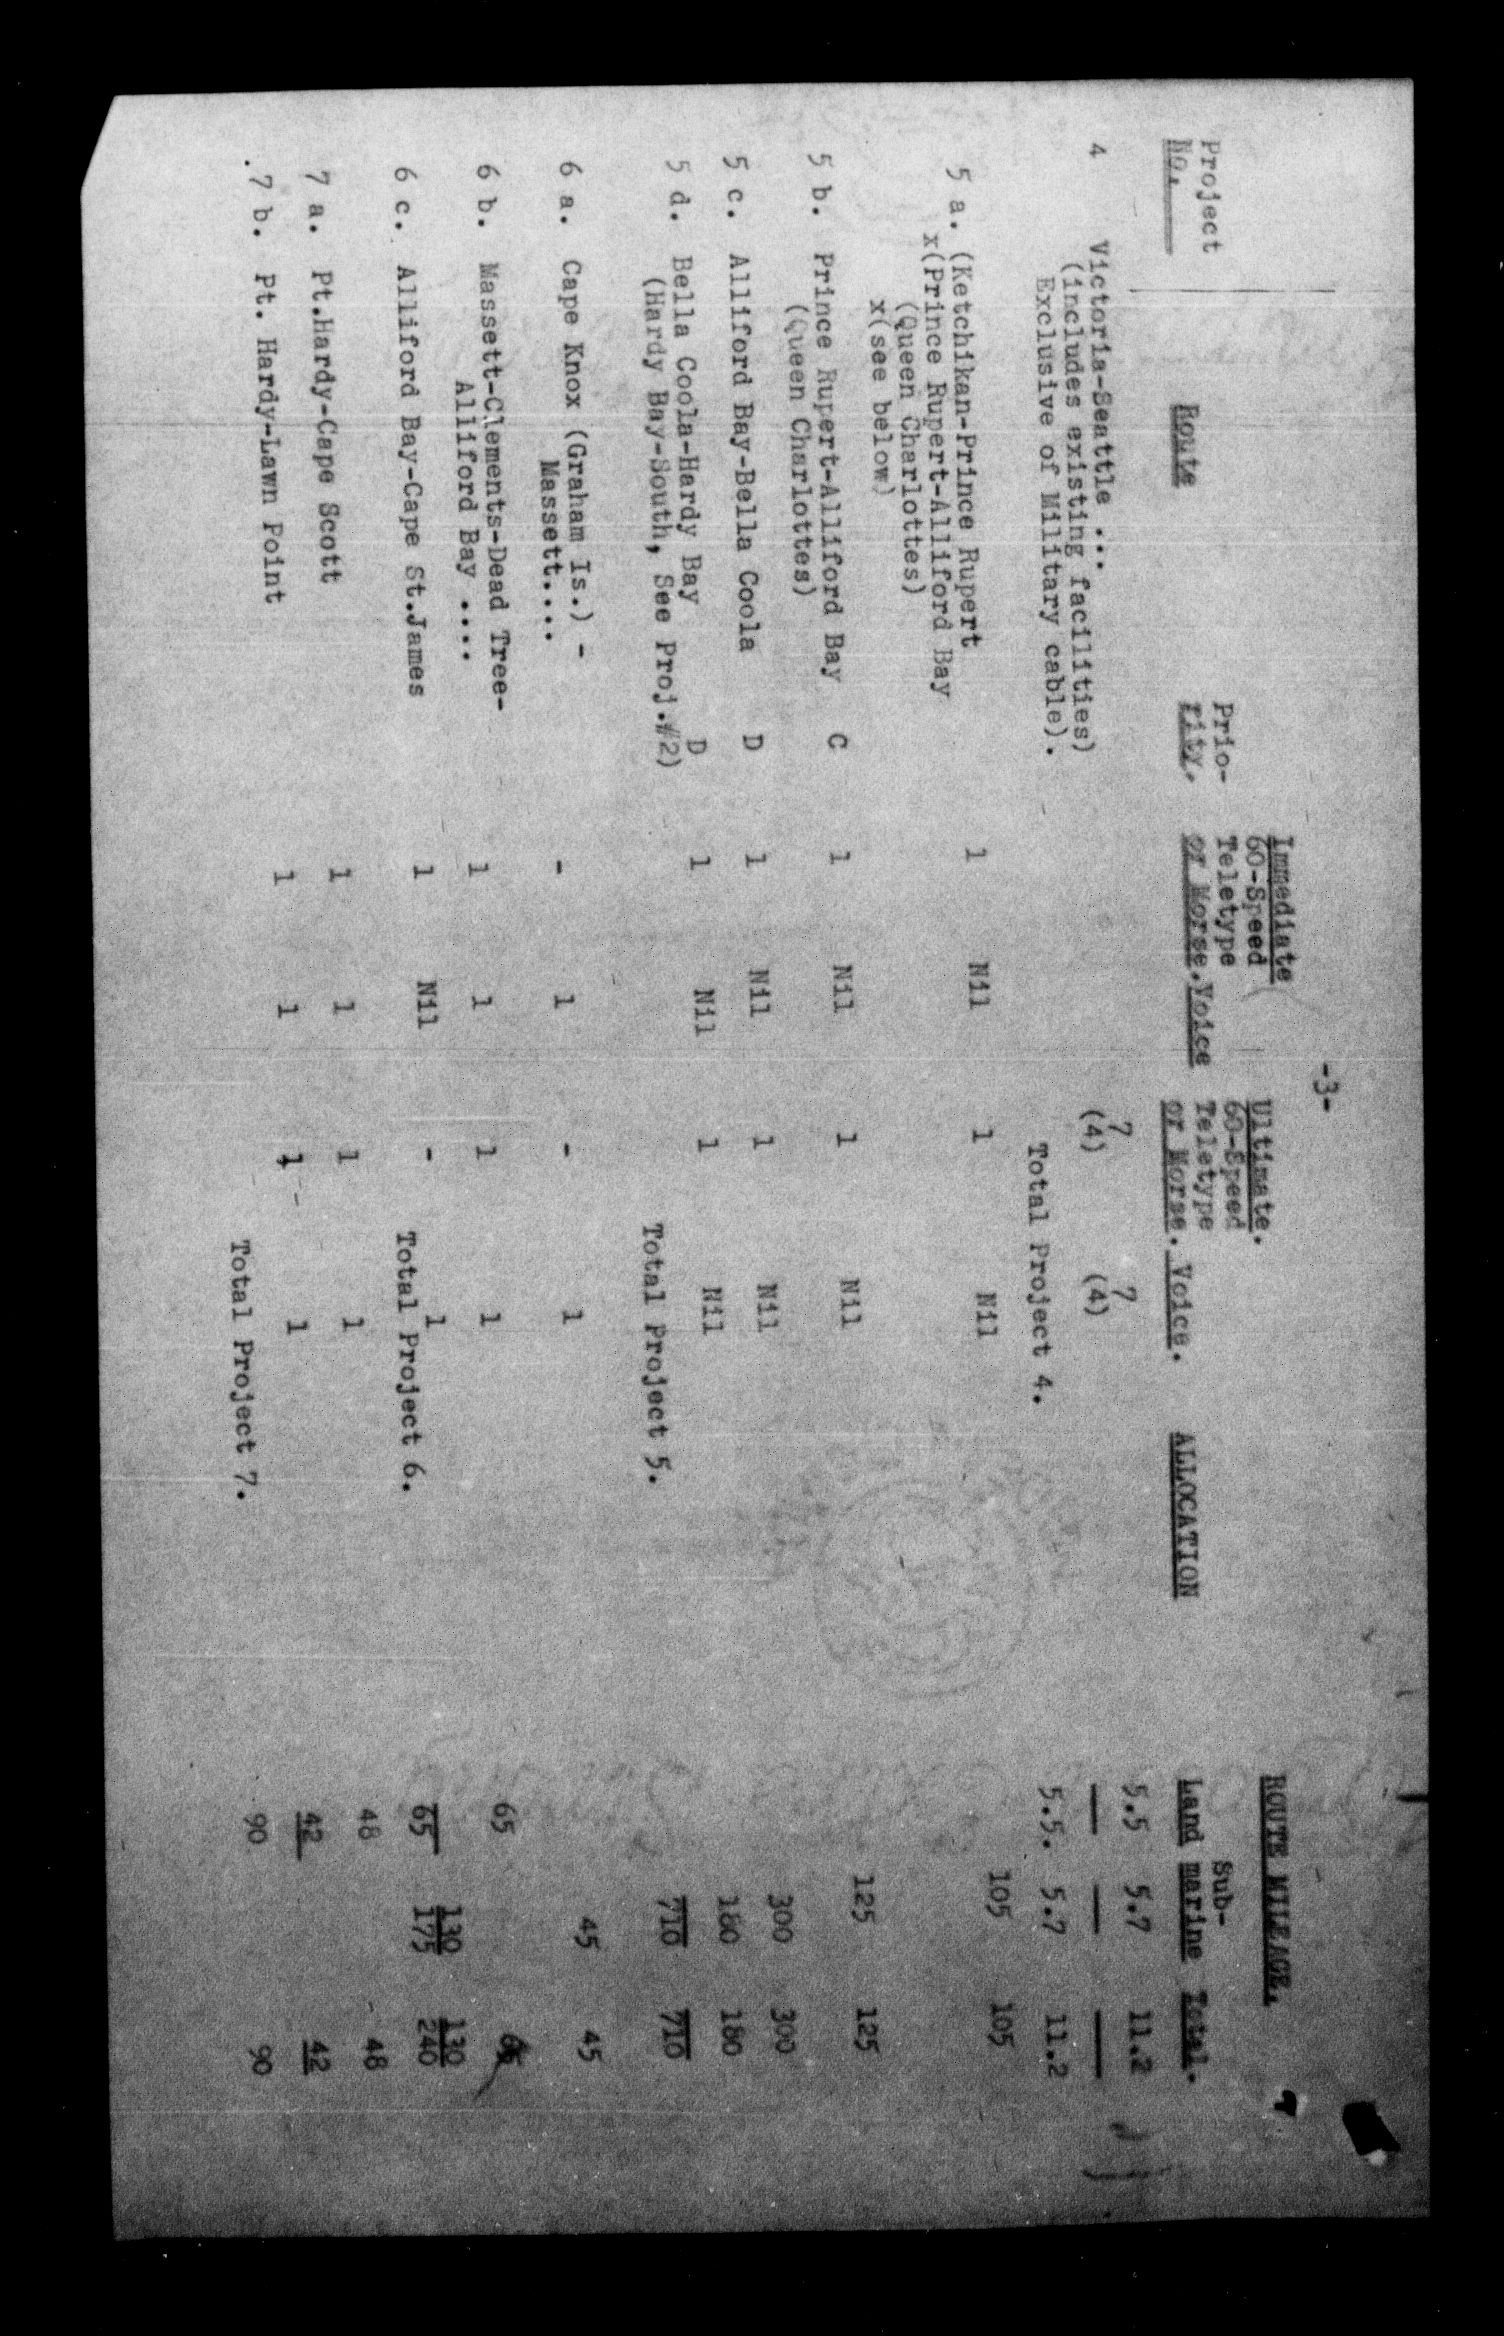 -3-
Immediate Ultimate. ROUTE MILEAGE.
60-Speed 60-Speed
Project Prio- Teletype Teletype Sub-
No. Route rity. or Morse. Voice or Morse. Voice. ALLOCATION Land marine Total.
4 Victoria-Seattle ... 7 7 5.5 5.7 11.2
(includes existing facilities) (4) (4)
Exclusive of Military cable).
Total Project 4. 5.5. 5.7 11.2
5 a. (Ketchikan-Prince Rupert 1 Nil 1 Nil 105 105
x(Prince Rupert-Alliford Bay
(Queen Charlottes)
x(see below)
5 b. Prince Rupert-Alliford Bay C 1 Nil 1 Nil 125 125
(Queen Charlottes)
5 c. Alliford Bay-Bella Coola D 1 Nil 1 Nil 300 300
5 d. Bella Coola-Hardy Bay D 1 Nil 1 Nil 180 180
(Hardy Bay-South, See Proj.#2)
Total Project 5. 710 710
6 a. Cape Knox (Graham Is.) - - 1 - 1 45 45
Massett....
6 b. Massett-Clements-Dead Tree- 1 1 1 1 65 65
Alliford Bay ....
6 c. Alliford Bay-Cape St.James 1 Nil - 1 130 130
Total Project 6. 65 175 240
7 a. Pt.Hardy-Cape Scott 1 1 1 1 48 48
7 b. Pt. Hardy-Lawn Point 1 1 1 1 42 42
Total Project 7. 90 90